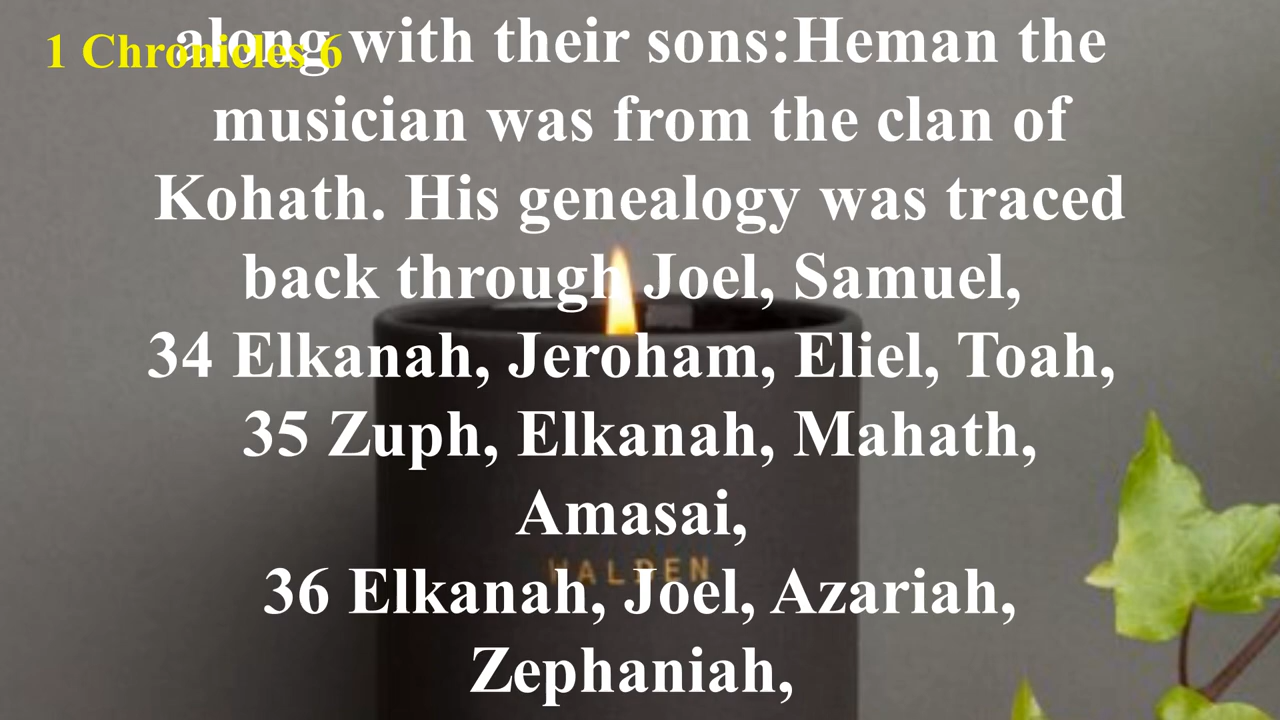 1 Chronicles 6
along with their sons:Heman the
musician was from the clan of
Kohath. His genealogy was traced
back through Joel, Samuel,
34 Elkanah, Jeroham, Eliel, Toah,
35 Zuph, Elkanah, Mahath,
Amasai,
HALDEN
36 Elkanah, Joel, Azariah,
Zephaniah,